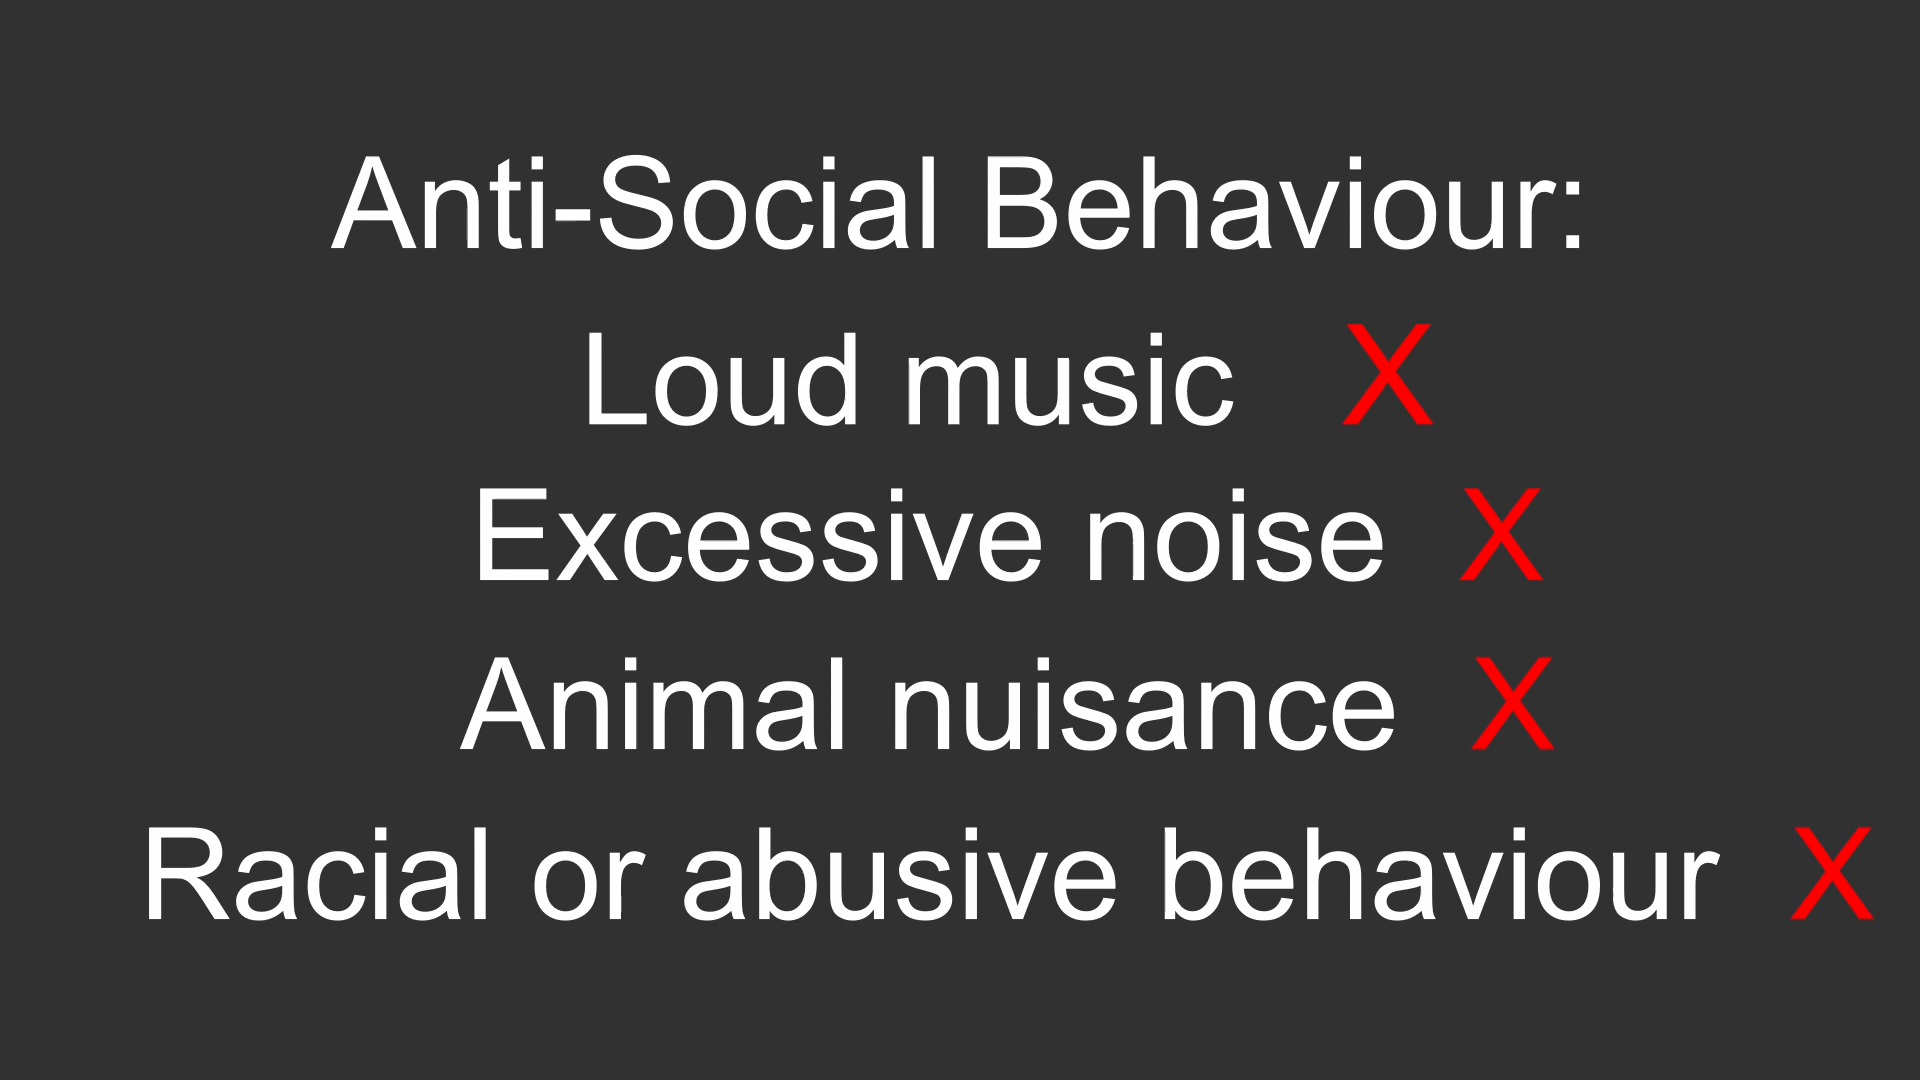 Anti-Social Behaviour:
Loud music X
Excessive noise X
Animal nuisance X
Racial or abusive behaviour X